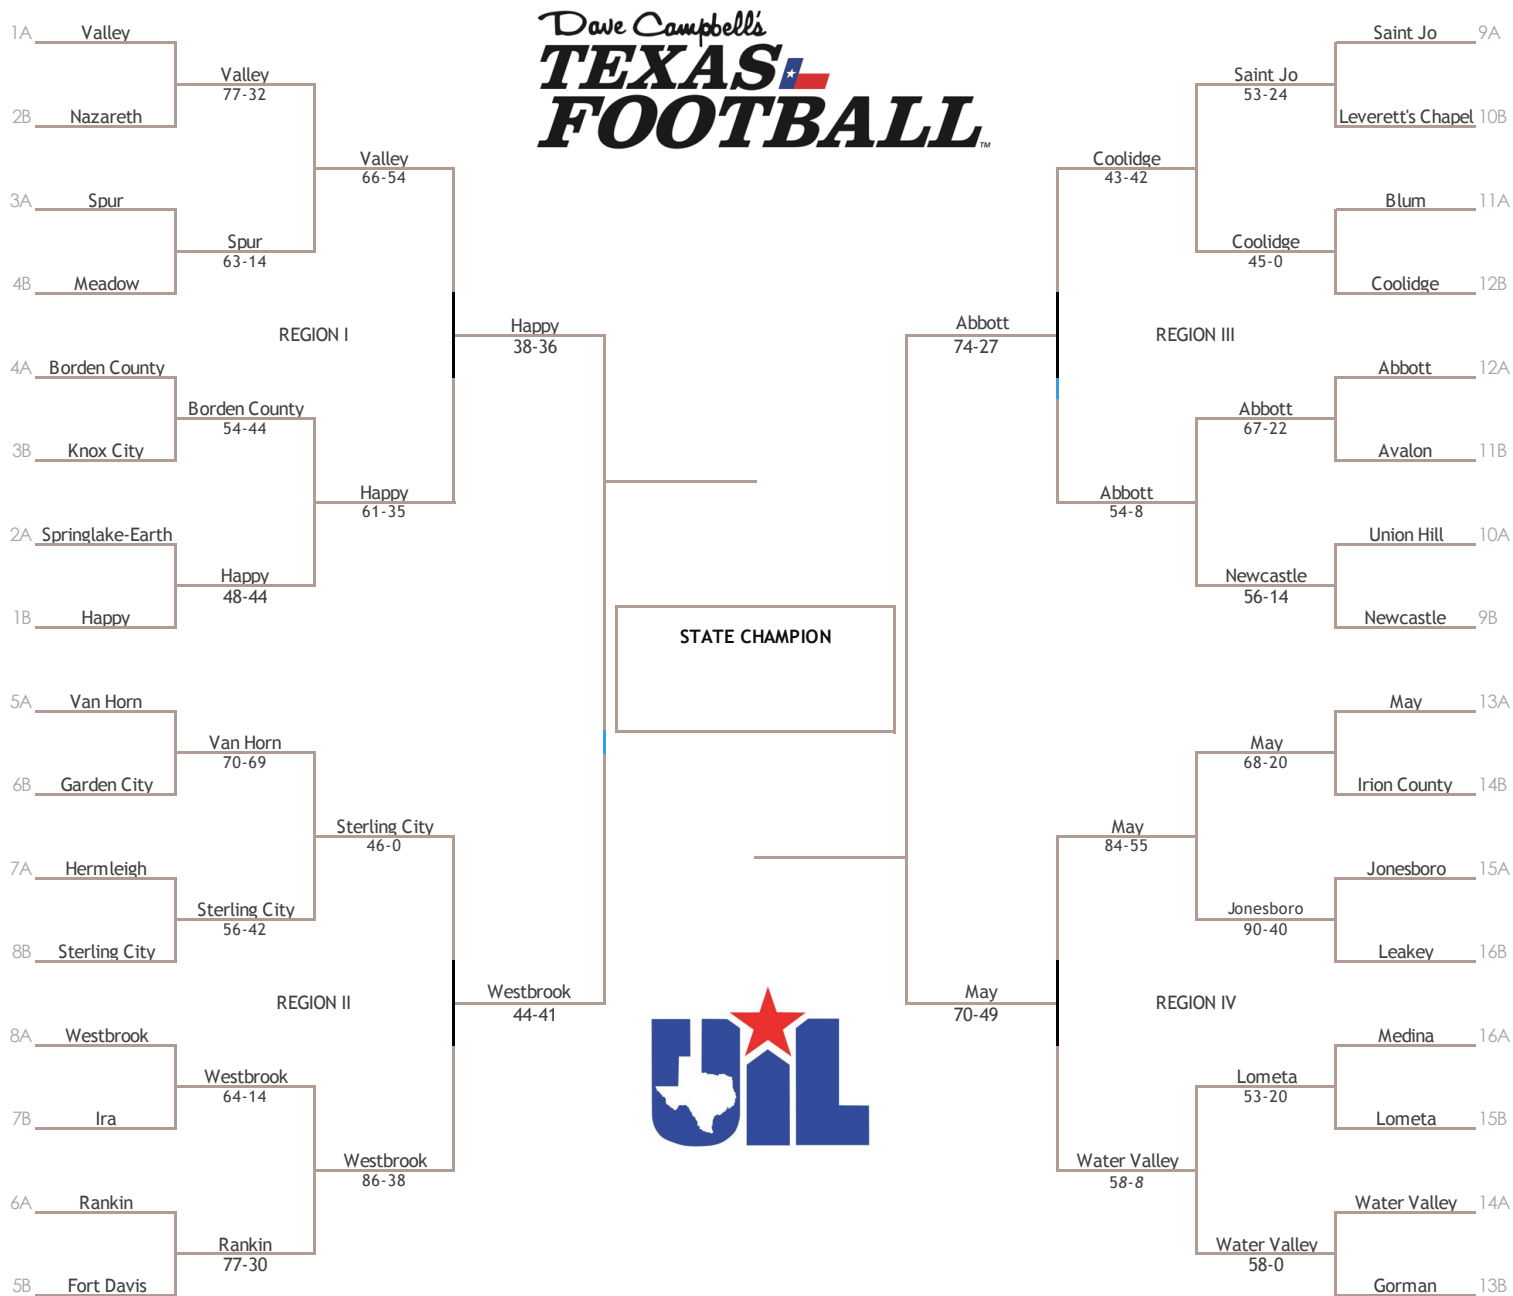 Dave Campbell's
TEXAS
FOOTBALL™
1A Valley
Valley
77-32
2B Nazareth
Valley
66-54
3A Spur
Spur
63-14
4B Meadow
REGION I
Happy
38-36
4A Borden County
Borden County
54-44
3B Knox City
Happy
61-35
2A Springlake-Earth
Happy
48-44
1B Happy
5A Van Horn
Van Horn
70-69
6B Garden City
Sterling City
46-0
7A Hermleigh
Sterling City
56-42
8B Sterling City
REGION II
Westbrook
44-41
8A Westbrook
Westbrook
64-14
7B Ira
Westbrook
86-38
6A Rankin
Rankin
77-30
5B Fort Davis
STATE CHAMPION
UIL
Saint Jo 9A
Saint Jo
53-24
Leverett's Chapel 10B
Coolidge
43-42
Blum 11A
Coolidge
45-0
Coolidge 12B
Abbott
74-27
REGION III
Abbott 12A
Abbott
67-22
Avalon 11B
Abbott
54-8
Union Hill 10A
Newcastle
56-14
Newcastle 9B
May 13A
May
68-20
Irion County 14B
May
84-55
Jonesboro 15A
Jonesboro
90-40
Leakey 16B
May
70-49
REGION IV
Medina 16A
Lometa
53-20
Lometa 15B
Water Valley
58-8
Water Valley 14A
Water Valley
58-0
Gorman 13B